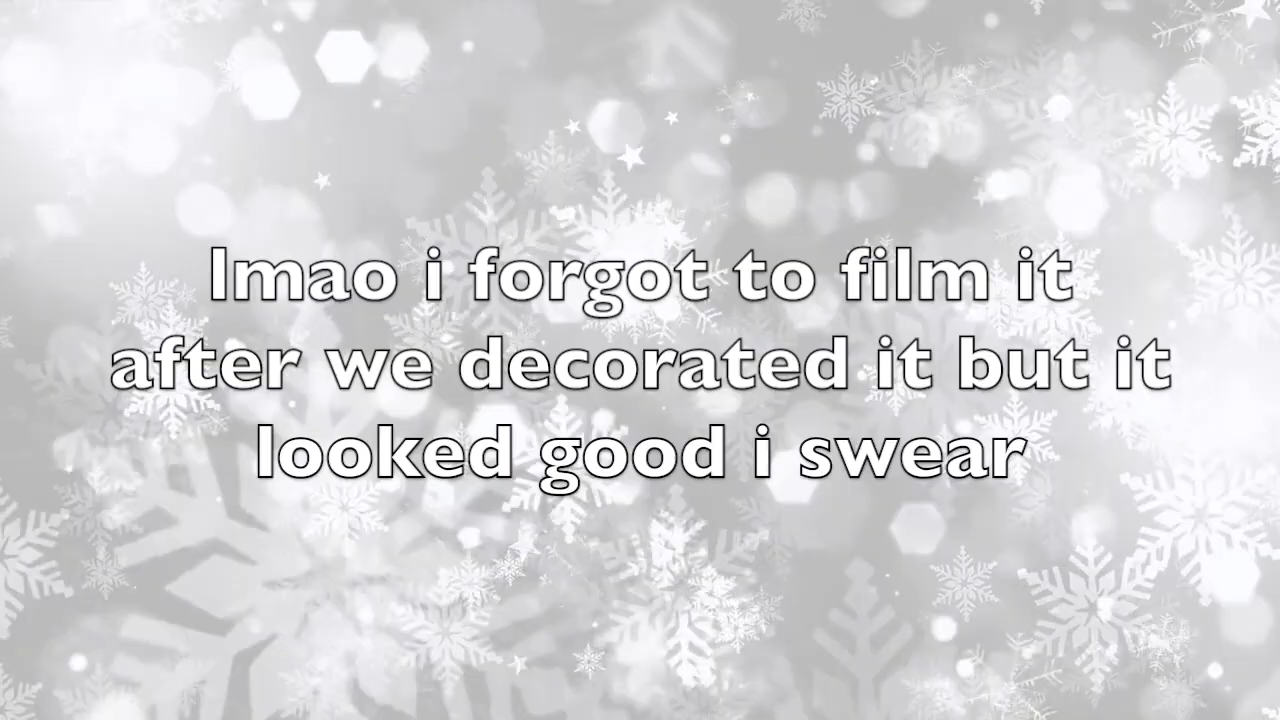 lmao i forgot to film it
after we decorated it but it
looked good i swear